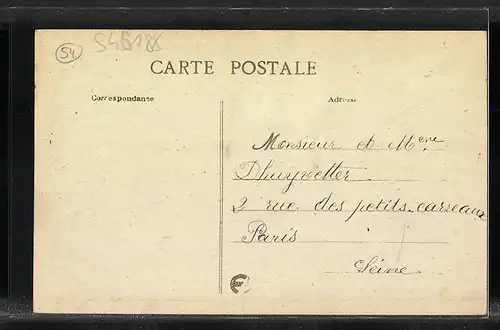 54
S4B188
CARTE POSTALE
Correspondance
Adresse
Monsieur et Mme
Dhuyvetter
2 rue des petits-carreaux
Paris
Seine